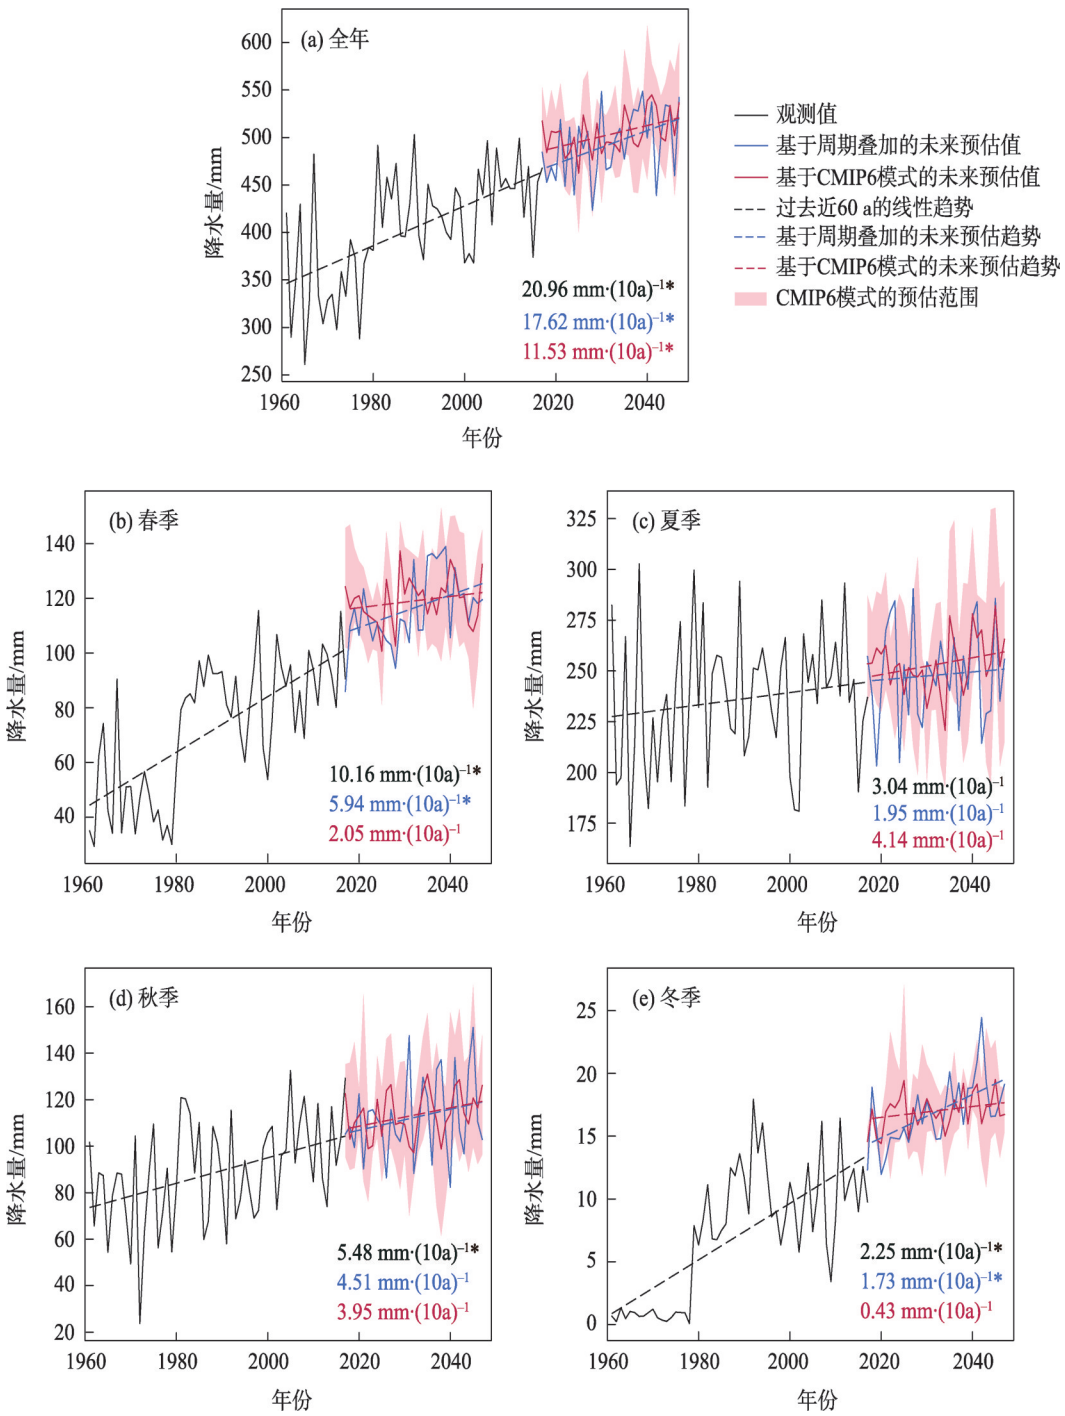 (a) 全年
600
550
500
450
400
350
300
250
降水量/mm
20.96 mm·(10a)⁻¹*
17.62 mm·(10a)⁻¹*
11.53 mm·(10a)⁻¹*
1960 1980 2000 2020 2040
年份
观测值
基于周期叠加的未来预估值
基于CMIP6模式的未来预估值
过去近60 a的线性趋势
基于周期叠加的未来预估趋势
基于CMIP6模式的未来预估趋势
CMIP6模式的预估范围
(b) 春季
140
120
100
80
60
40
降水量/mm
10.16 mm·(10a)⁻¹*
5.94 mm·(10a)⁻¹*
2.05 mm·(10a)⁻¹
1960 1980 2000 2020 2040
年份
(c) 夏季
325
300
275
250
225
200
175
降水量/mm
3.04 mm·(10a)⁻¹
1.95 mm·(10a)⁻¹
4.14 mm·(10a)⁻¹
1960 1980 2000 2020 2040
年份
(d) 秋季
160
140
120
100
80
60
40
20
降水量/mm
5.48 mm·(10a)⁻¹*
4.51 mm·(10a)⁻¹
3.95 mm·(10a)⁻¹
1960 1980 2000 2020 2040
年份
(e) 冬季
25
20
15
10
5
0
降水量/mm
2.25 mm·(10a)⁻¹*
1.73 mm·(10a)⁻¹*
0.43 mm·(10a)⁻¹
1960 1980 2000 2020 2040
年份